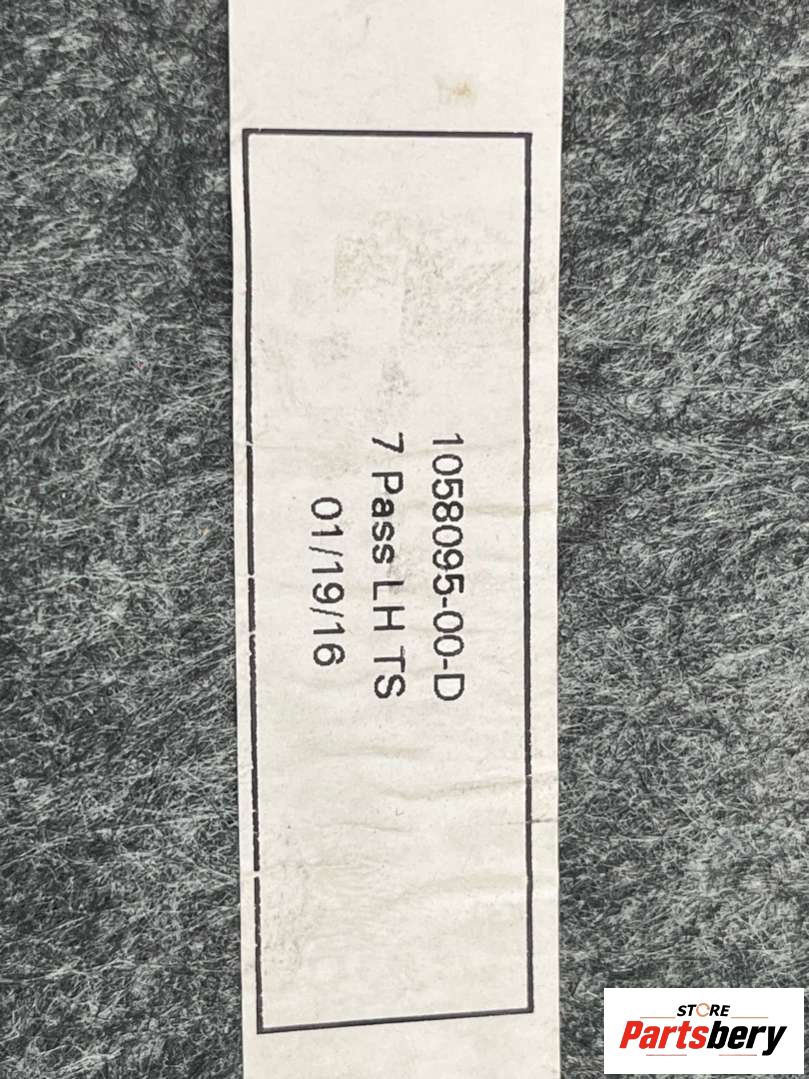 1058095-00-D
7 Pass LH TS
01/19/16
STORE
Partsbery